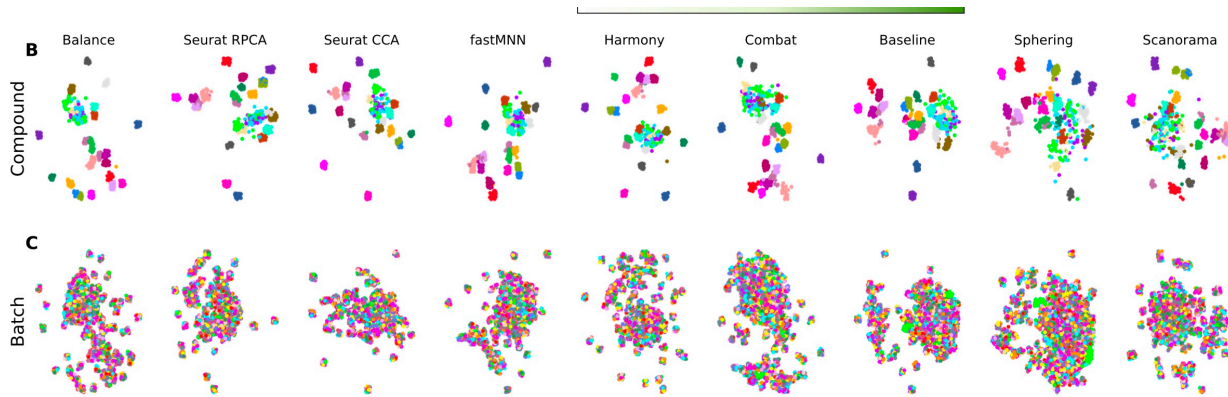 B
Balance Seurat RPCA Seurat CCA fastMNN Harmony Combat Baseline Sphering Scanorama
Compound
C
Batch